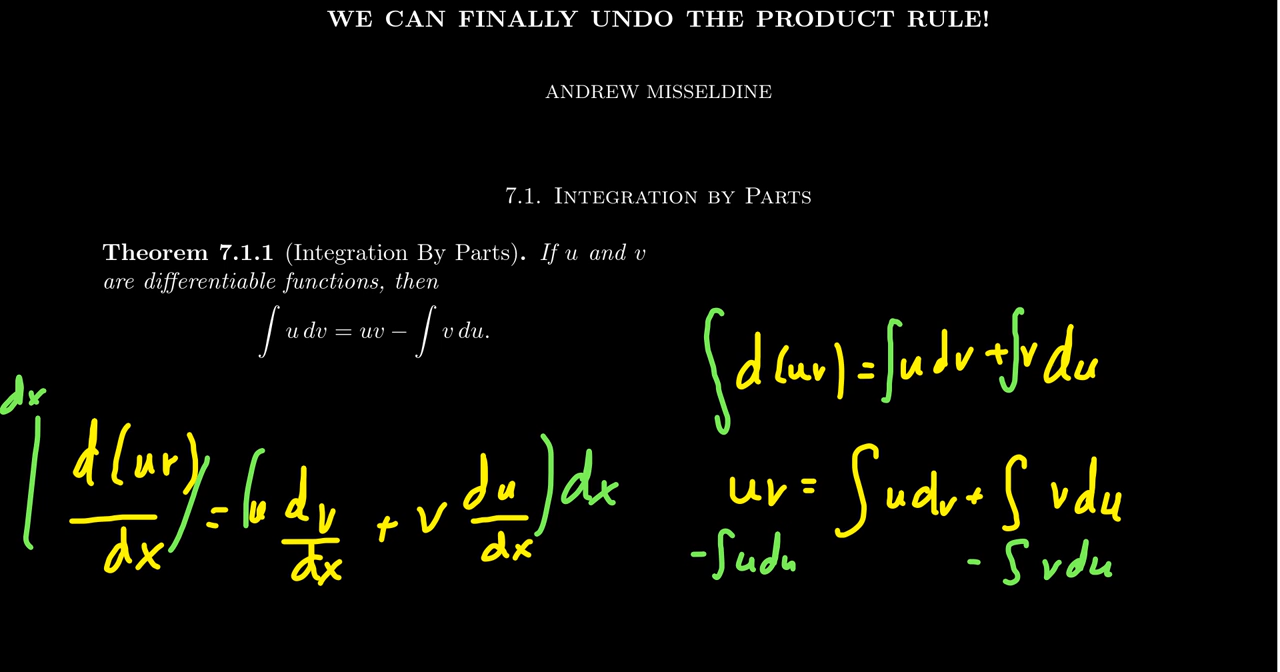 WE CAN FINALLY UNDO THE PRODUCT RULE!
ANDREW MISSELDINE
7.1. INTEGRATION BY PARTS
Theorem 7.1.1 (Integration By Parts). If u and v
are differentiable functions, then
∫ u dv = uv − ∫ v du.
∫ d(uv) = ∫ u dv + ∫ v du
dx ( d(uv)/dx ) = ( u dv/dx + v du/dx ) dx
uv = ∫ u dv + ∫ v du
- ∫ u du - ∫ v du